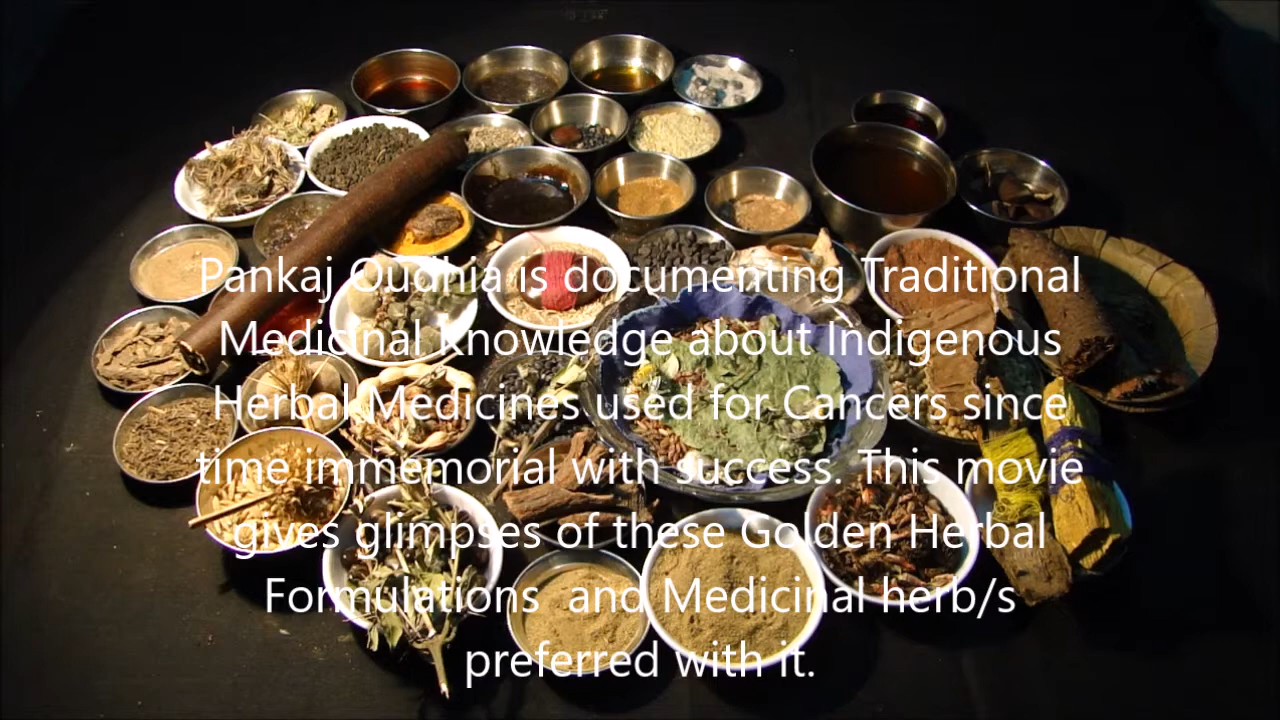 Pankaj Oudhia is documenting Traditional
Medicinal Knowledge about Indigenous
Herbal Medicines used for Cancers since
time immemorial with success. This movie
gives glimpses of these Golden Herbal
Formulations  and Medicinal herb/s
preferred with it.